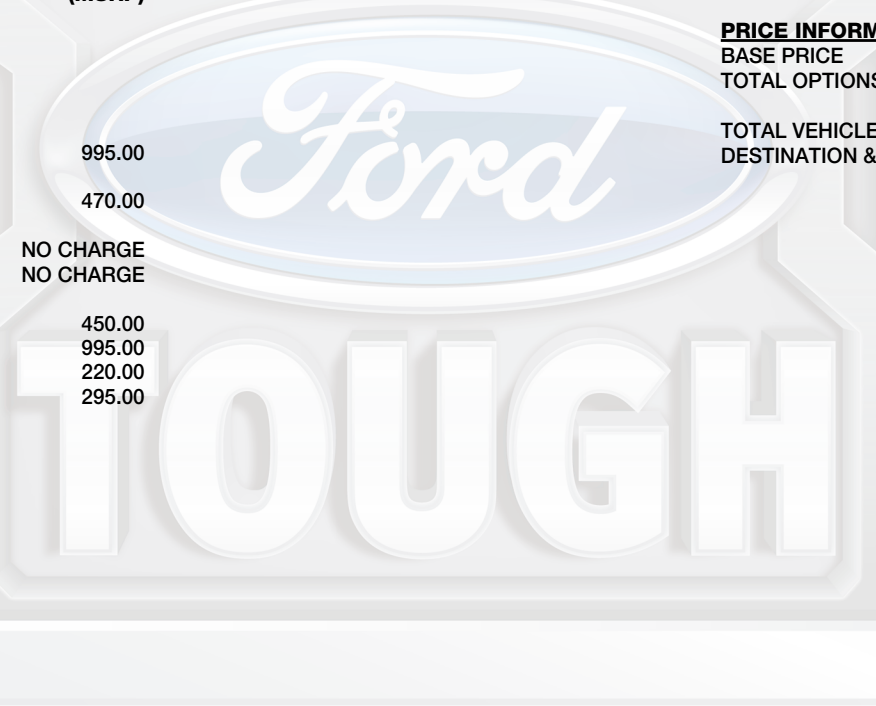 995.00
470.00
NO CHARGE
NO CHARGE
450.00
995.00
220.00
295.00
PRICE INFORM
BASE PRICE
TOTAL OPTIONS
TOTAL VEHICLE
DESTINATION &
Ford
TOUGH